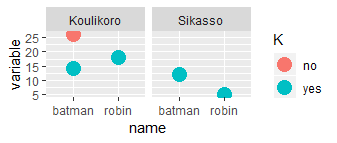 Koulikoro Sikasso
variable
25
20
15
10
5
batman robin batman robin
name
K
no
yes